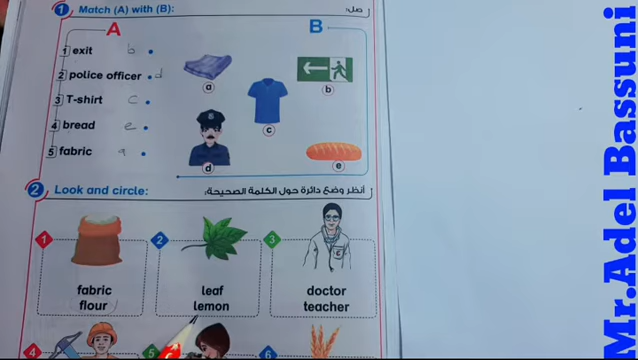 1 Match (A) with (B): صل:
A B
1 exit b
2 police officer d
3 T-shirt c
4 bread e
5 fabric a
a
b
c
d
e
2 Look and circle: أنظر وضع دائرة حول الكلمة الصحيحة:
1 2 3
fabric leaf doctor
flour lemon teacher
4 5 6
Mr.Adel Bassuni